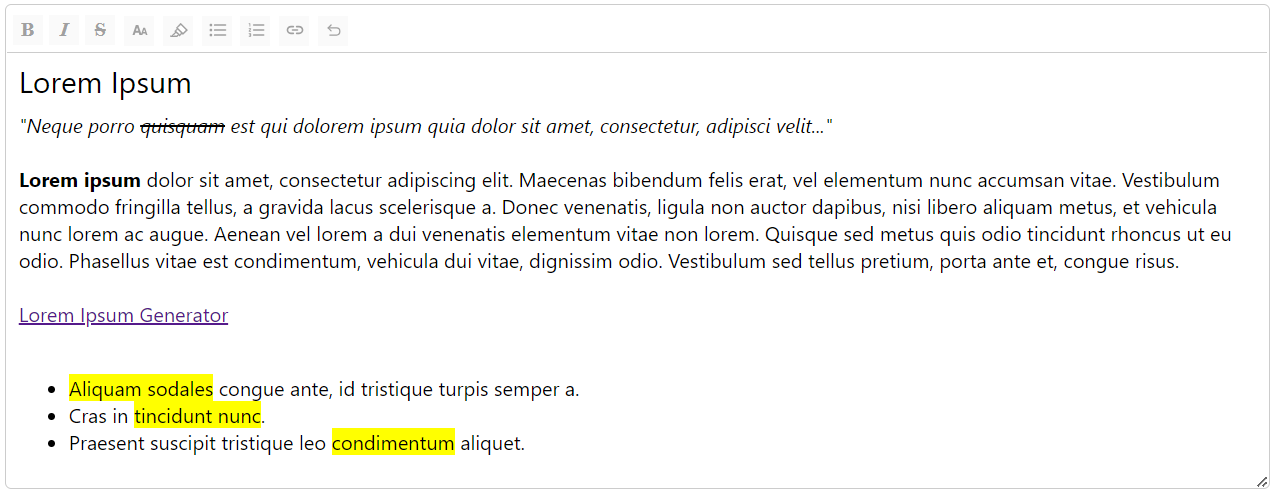 B I S AA
Lorem Ipsum
"Neque porro quisquam est qui dolorem ipsum quia dolor sit amet, consectetur, adipisci velit..."
Lorem ipsum dolor sit amet, consectetur adipiscing elit. Maecenas bibendum felis erat, vel elementum nunc accumsan vitae. Vestibulum
commodo fringilla tellus, a gravida lacus scelerisque a. Donec venenatis, ligula non auctor dapibus, nisi libero aliquam metus, et vehicula
nunc lorem ac augue. Aenean vel lorem a dui venenatis elementum vitae non lorem. Quisque sed metus quis odio tincidunt rhoncus ut eu
odio. Phasellus vitae est condimentum, vehicula dui vitae, dignissim odio. Vestibulum sed tellus pretium, porta ante et, congue risus.
Lorem Ipsum Generator
• Aliquam sodales congue ante, id tristique turpis semper a.
• Cras in tincidunt nunc.
• Praesent suscipit tristique leo condimentum aliquet.